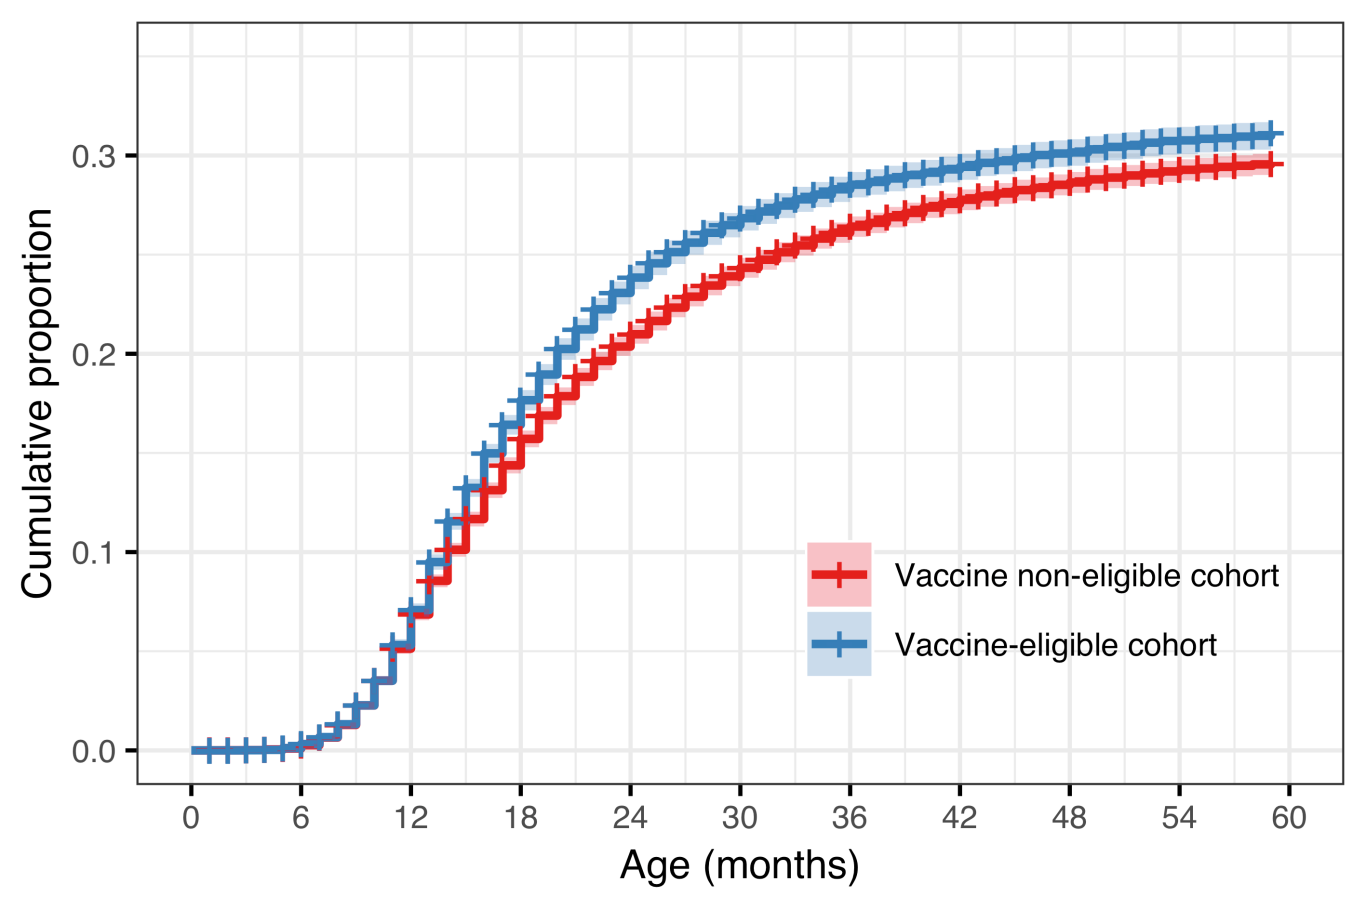 Cumulative proportion
0.3
0.2
0.1
0.0
Vaccine non-eligible cohort
Vaccine-eligible cohort
0 6 12 18 24 30 36 42 48 54 60
Age (months)